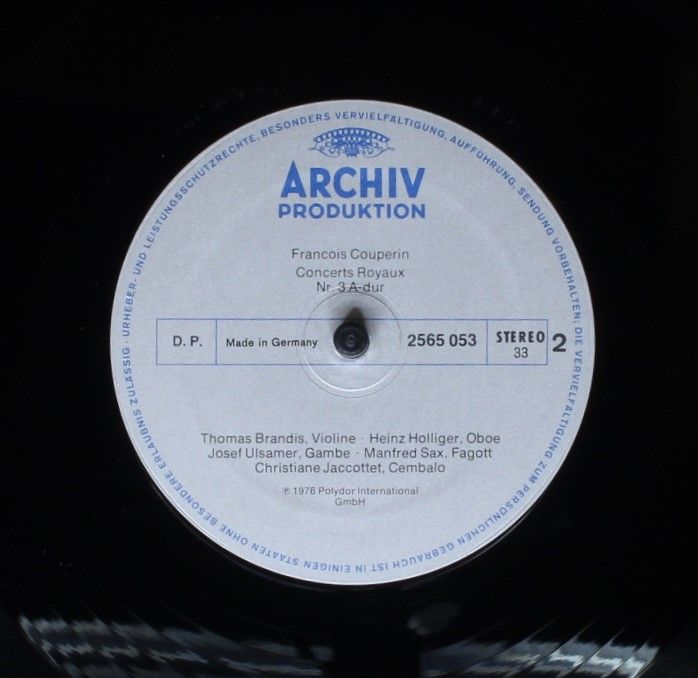 URHEBER- UND LEISTUNGSSCHUTZRECHTE, BESONDERS VERVIELFÄLTIGUNG, AUFFÜHRUNG, SENDUNG VORBEHALTEN; DIE VERVIELFÄLTIGUNG ZUM PERSÖNLICHEN GEBRAUCH IST IN EINIGEN STAATEN OHNE BESONDERE ERLAUBNIS ZULÄSSIG ·
ARCHIV
PRODUKTION
Francois Couperin
Concerts Royaux
Nr. 3 A-dur
D. P. Made in Germany 2565 053 STEREO 2
33
Thomas Brandis, Violine · Heinz Holliger, Oboe
Josef Ulsamer, Gambe · Manfred Sax, Fagott
Christiane Jaccottet, Cembalo
℗ 1976 Polydor International
GmbH